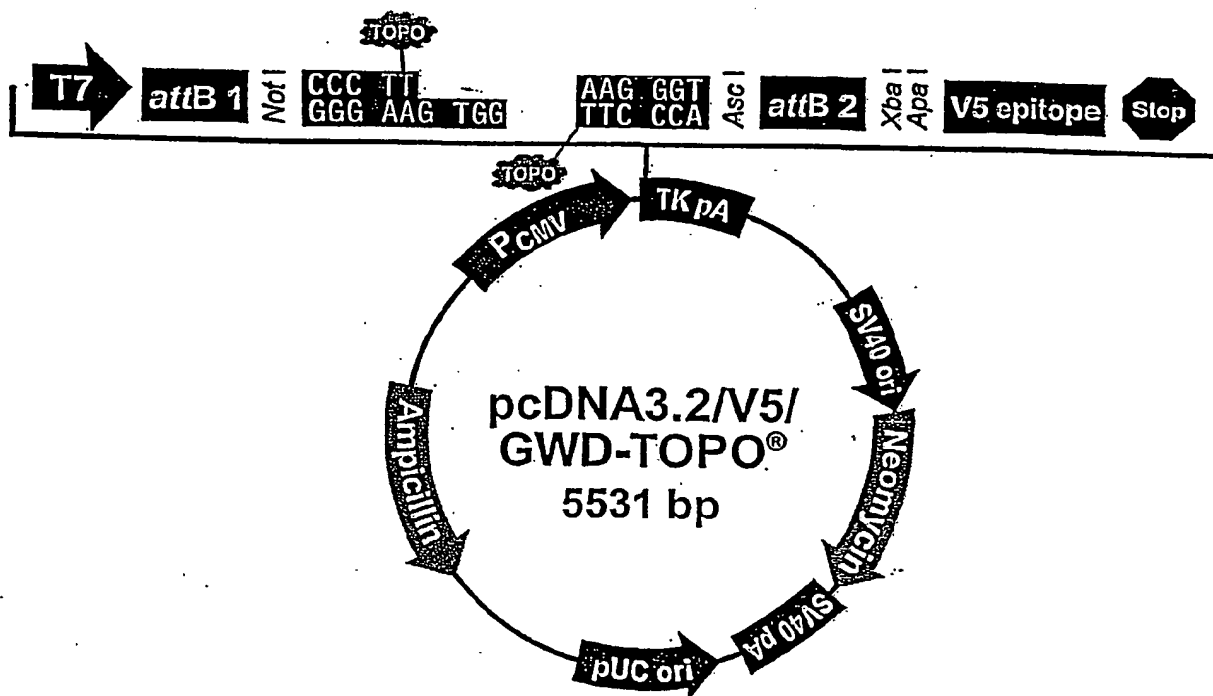 TOPO
T7
attB 1
Not I
CCC TT
GGG AAG TGG
AAG GGT
TTC CCA
Asc I
attB 2
Xba I
Apa I
V5 epitope
Stop
TOPO
PCMV
TK pA
SV40 ori
Neomycin
SV40 pA
pUC ori
Ampicillin
pcDNA3.2/V5/
GWD-TOPO®
5531 bp